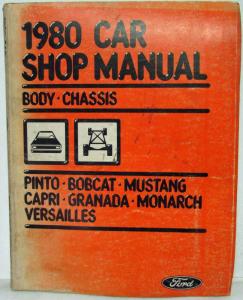 1980 CAR
SHOP MANUAL
BODY · CHASSIS
PINTO · BOBCAT · MUSTANG
CAPRI · GRANADA · MONARCH
VERSAILLES
Ford